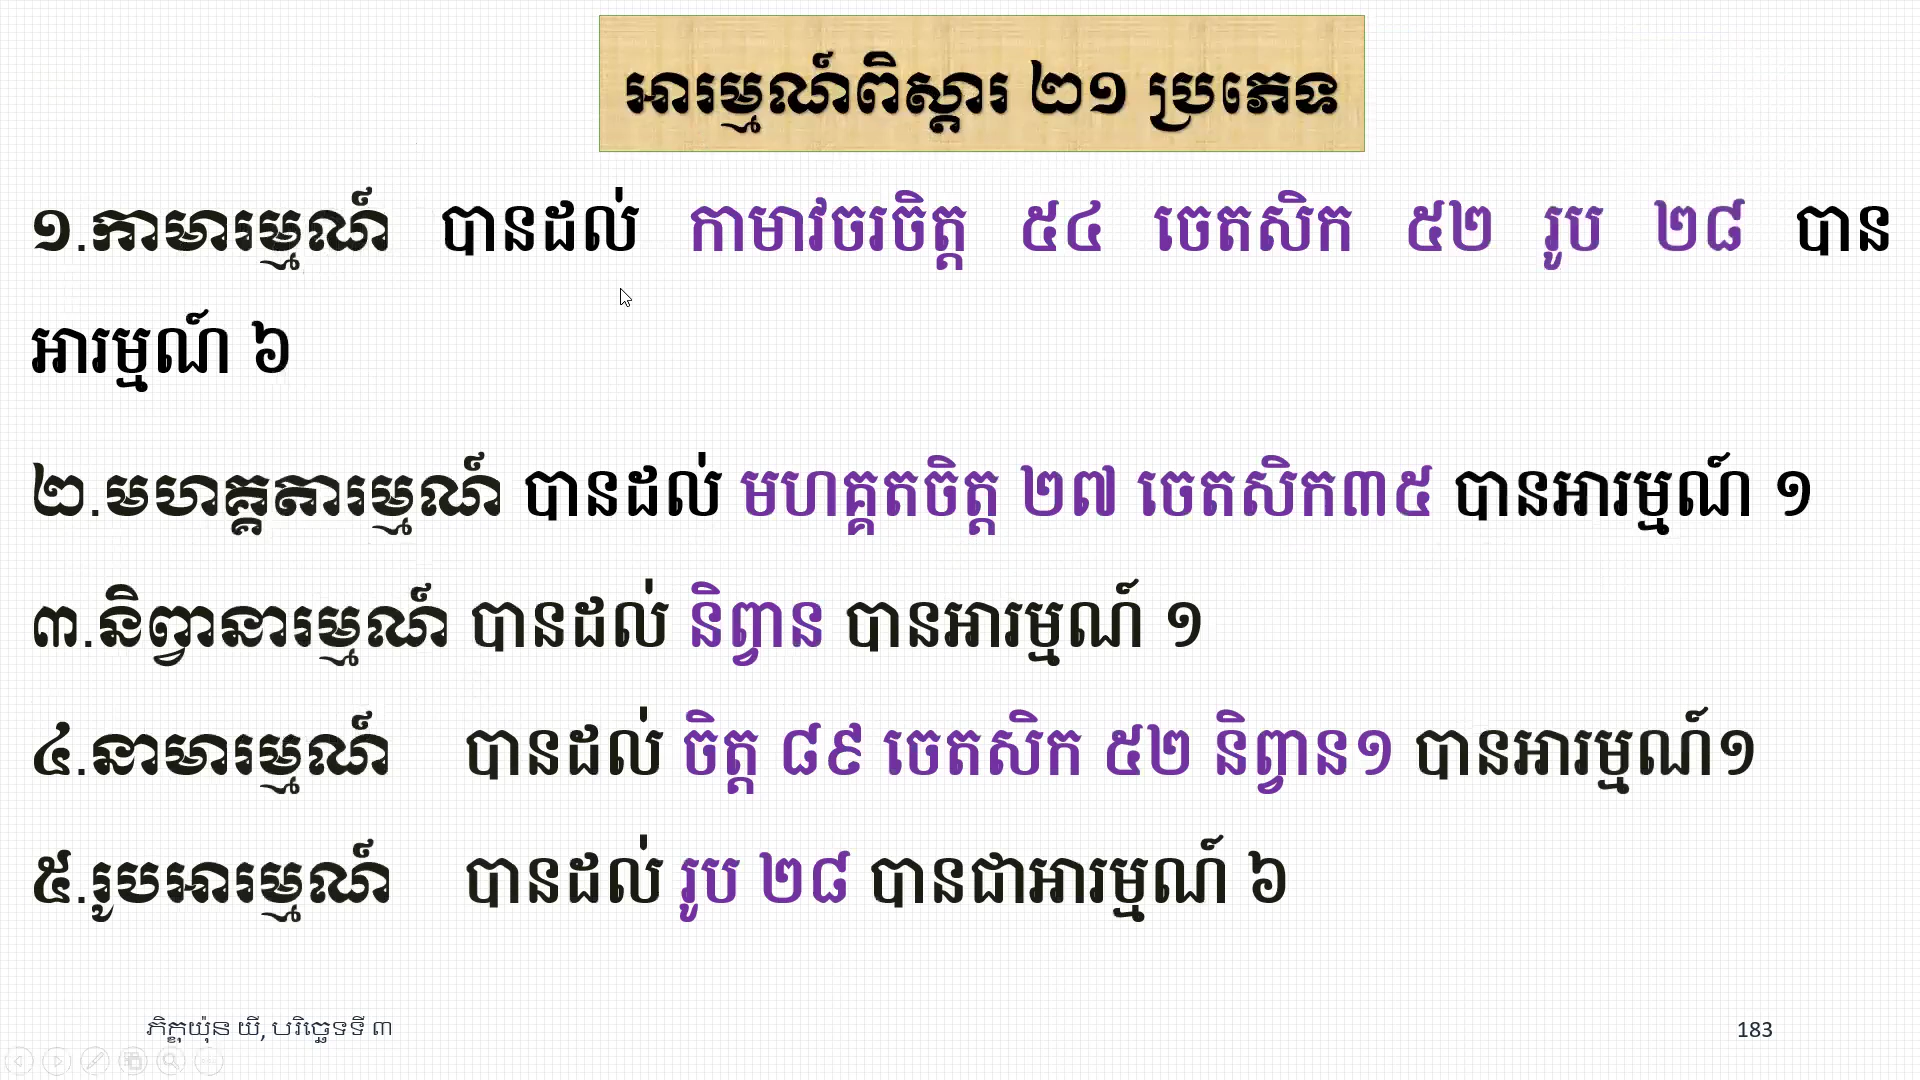 អារម្មណ៍ពិស្តារ ២១ ប្រភេទ
១.កាមារម្មណ៍ បានដល់ កាមាវចរចិត្ត ៥៤ ចេតសិក ៥២ រូប ២៨ បាន
អារម្មណ៍ ៦
២.មហគ្គតារម្មណ៍ បានដល់ មហគ្គតចិត្ត ២៧ ចេតសិក៣៥ បានអារម្មណ៍ ១
៣.និព្វានារម្មណ៍ បានដល់ និព្វាន បានអារម្មណ៍ ១
៤.នាមារម្មណ៍ បានដល់ ចិត្ត ៨៩ ចេតសិក ៥២ និព្វាន១ បានអារម្មណ៍១
៥.រូបអារម្មណ៍ បានដល់ រូប ២៨ បានជាអារម្មណ៍ ៦
ភិក្ខុយ៉ុន យី, បរិច្ឆេទទី ៣
183